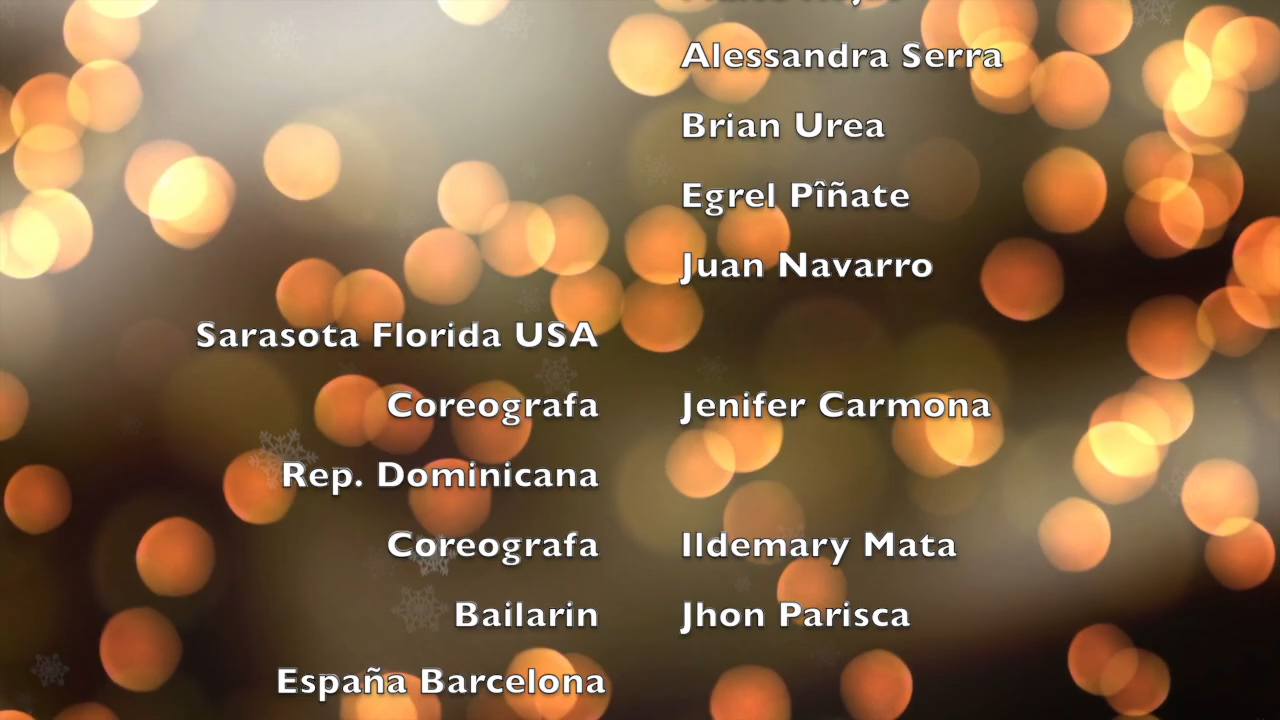 Alessandra Serra
Brian Urea
Egrel Pîñate
Juan Navarro
Sarasota Florida USA
Coreografa Jenifer Carmona
Rep. Dominicana
Coreografa Ildemary Mata
Bailarin Jhon Parisca
España Barcelona